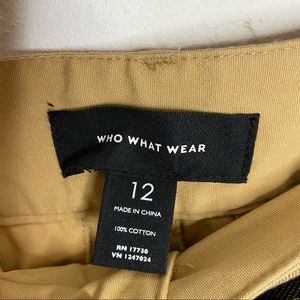 WHO WHAT WEAR
12
MADE IN CHINA
100% COTTON
RN 17730
VN 1247024